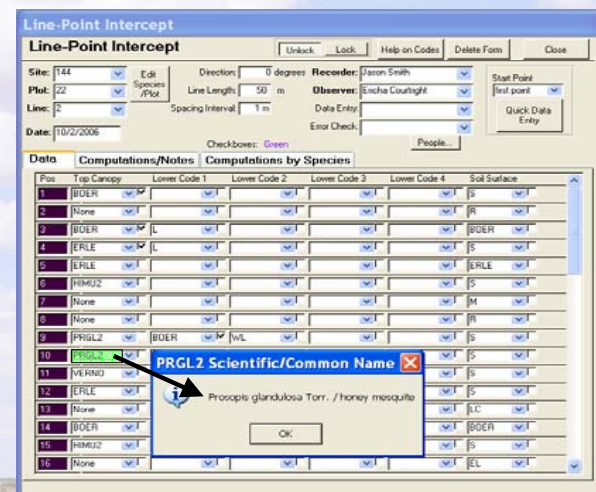 Line-Point Intercept
Line-Point Intercept Unlock Lock Help on Codes Delete Form Close
Site: 144 Edit Species /Plot Direction: 0 degrees Recorder: Jason Smith Start Point
Plot: 22 Line Length: 50 m Observer: Ericha Courtright first point
Line: 2 Spacing Interval: 1 m Data Entry: Quick Data Entry
Date: 10/2/2006 Error Check:
Checkboxes: Green People...
Data Computations/Notes Computations by Species
Pos Top Canopy Lower Code 1 Lower Code 2 Lower Code 3 Lower Code 4 Soil Surface
1 BOER S
2 None R
3 BOER L BOER
4 ERLE L S
5 ERLE ERLE
6 HIMU2 S
7 None M
8 None R
9 PRGL2 BOER WL S
10 PRGL2 S
11 VERNO S
12 ERLE S
13 None LC
14 BOER BOER
15 HIMU2 S
16 None EL
PRGL2 Scientific/Common Name
Prosopis glandulosa Torr. / honey mesquite
OK